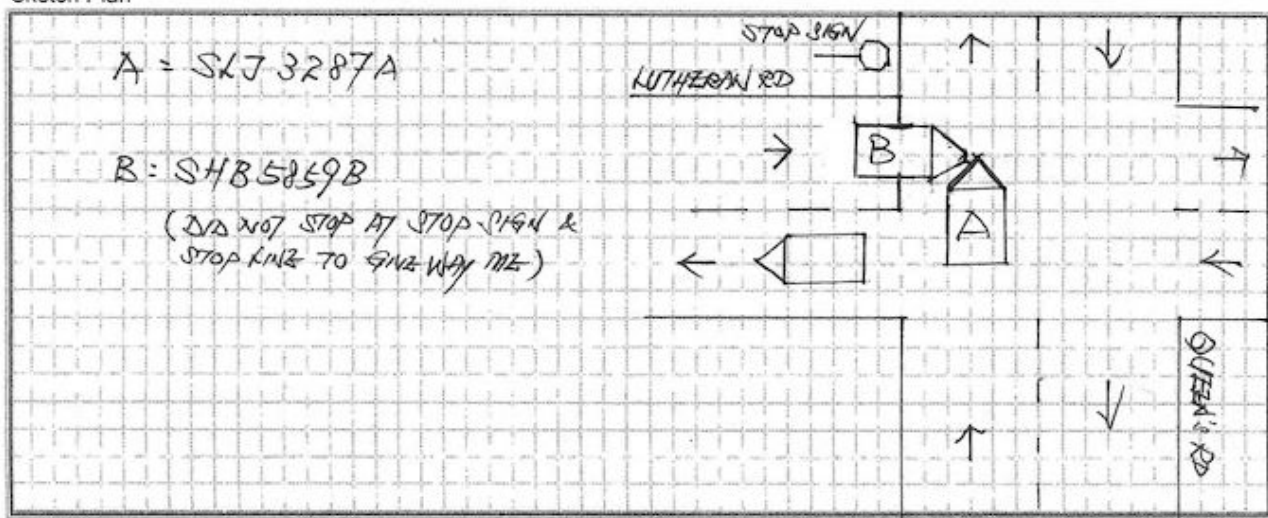 Sketch Plan
A = SLJ 3287A
B: SHB5859B
(DID NOT STOP AT STOP SIGN &
STOP LINE TO GIVE WAY ME)
STOP SIGN
LUTHERAN RD
B
A
QUEEN'S RD